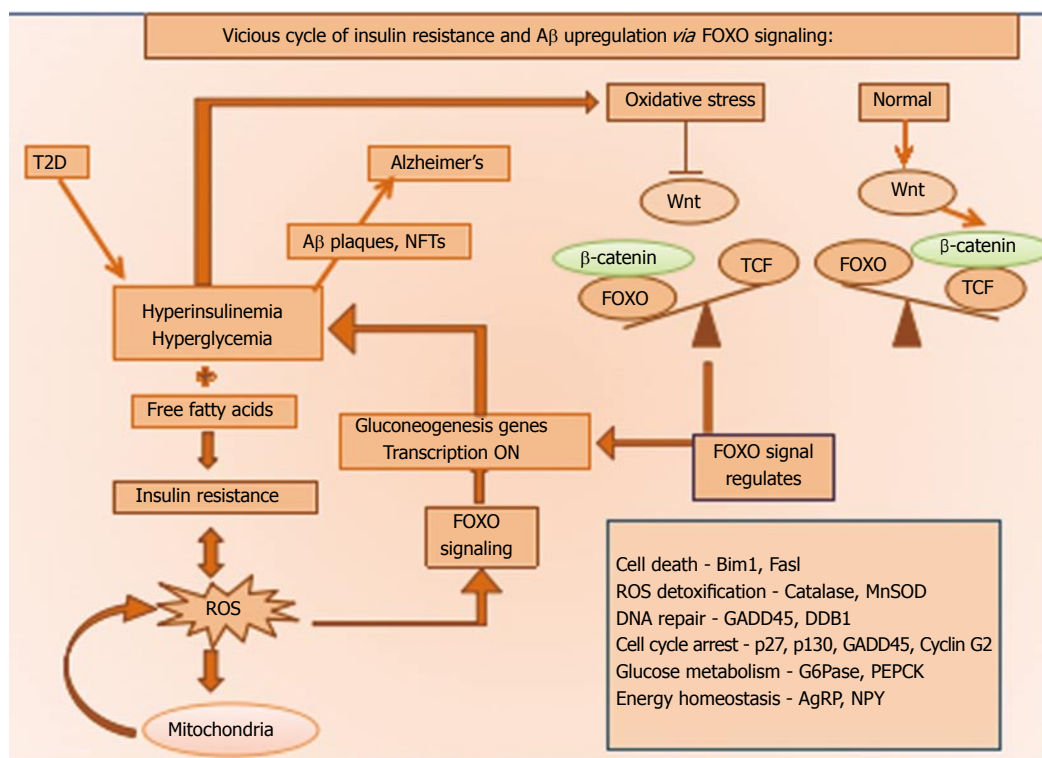 Vicious cycle of insulin resistance and Aβ upregulation via FOXO signaling:
Oxidative stress
Normal
T2D
Alzheimer's
Wnt
Wnt
Aβ plaques, NFTs
β-catenin
TCF
FOXO
FOXO
β-catenin
TCF
Hyperinsulinemia
Hyperglycemia
Free fatty acids
Gluconeogenesis genes
Transcription ON
FOXO signal
regulates
Insulin resistance
FOXO
signaling
ROS
Mitochondria
Cell death - Bim1, Fasl
ROS detoxification - Catalase, MnSOD
DNA repair - GADD45, DDB1
Cell cycle arrest - p27, p130, GADD45, Cyclin G2
Glucose metabolism - G6Pase, PEPCK
Energy homeostasis - AgRP, NPY